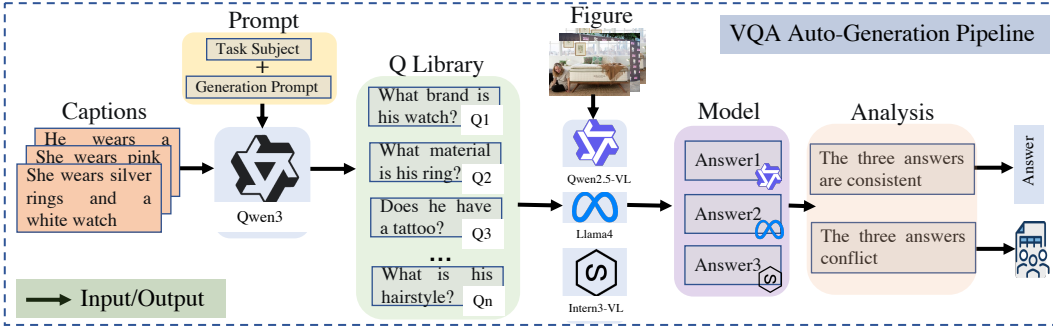 VQA Auto-Generation Pipeline
Prompt
Task Subject
+
Generation Prompt
Captions
He wears a
She wears pink
She wears silver
rings and a
white watch
Qwen3
Q Library
What brand is
his watch?
Q1
What material
is his ring?
Q2
Does he have
a tattoo?
Q3
...
What is his
hairstyle?
Qn
Figure
Qwen2.5-VL
Llama4
Intern3-VL
Model
Answer1
Answer2
Answer3
Analysis
The three answers
are consistent
The three answers
conflict
Answer
Input/Output